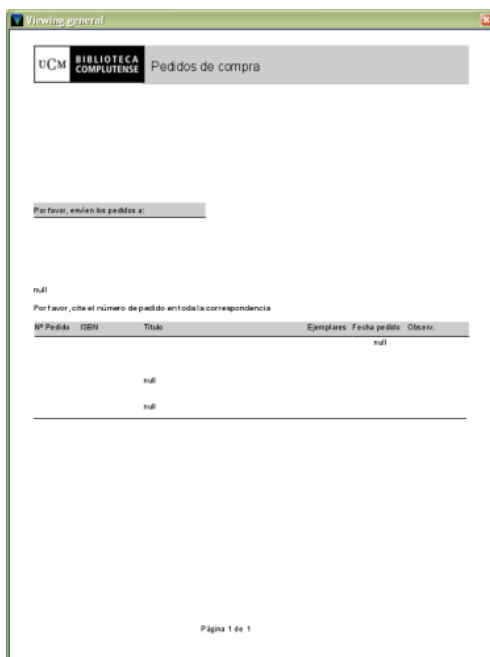 Viewing general
UCM BIBLIOTECA COMPLUTENSE Pedidos de compra
Por favor, envíen los pedidos a:
null
Por favor, cite el número de pedido en toda la correspondencia
Nº Pedido ISBN Título Ejemplares Fecha pedido Observ.
null
null
null
Página 1 de 1